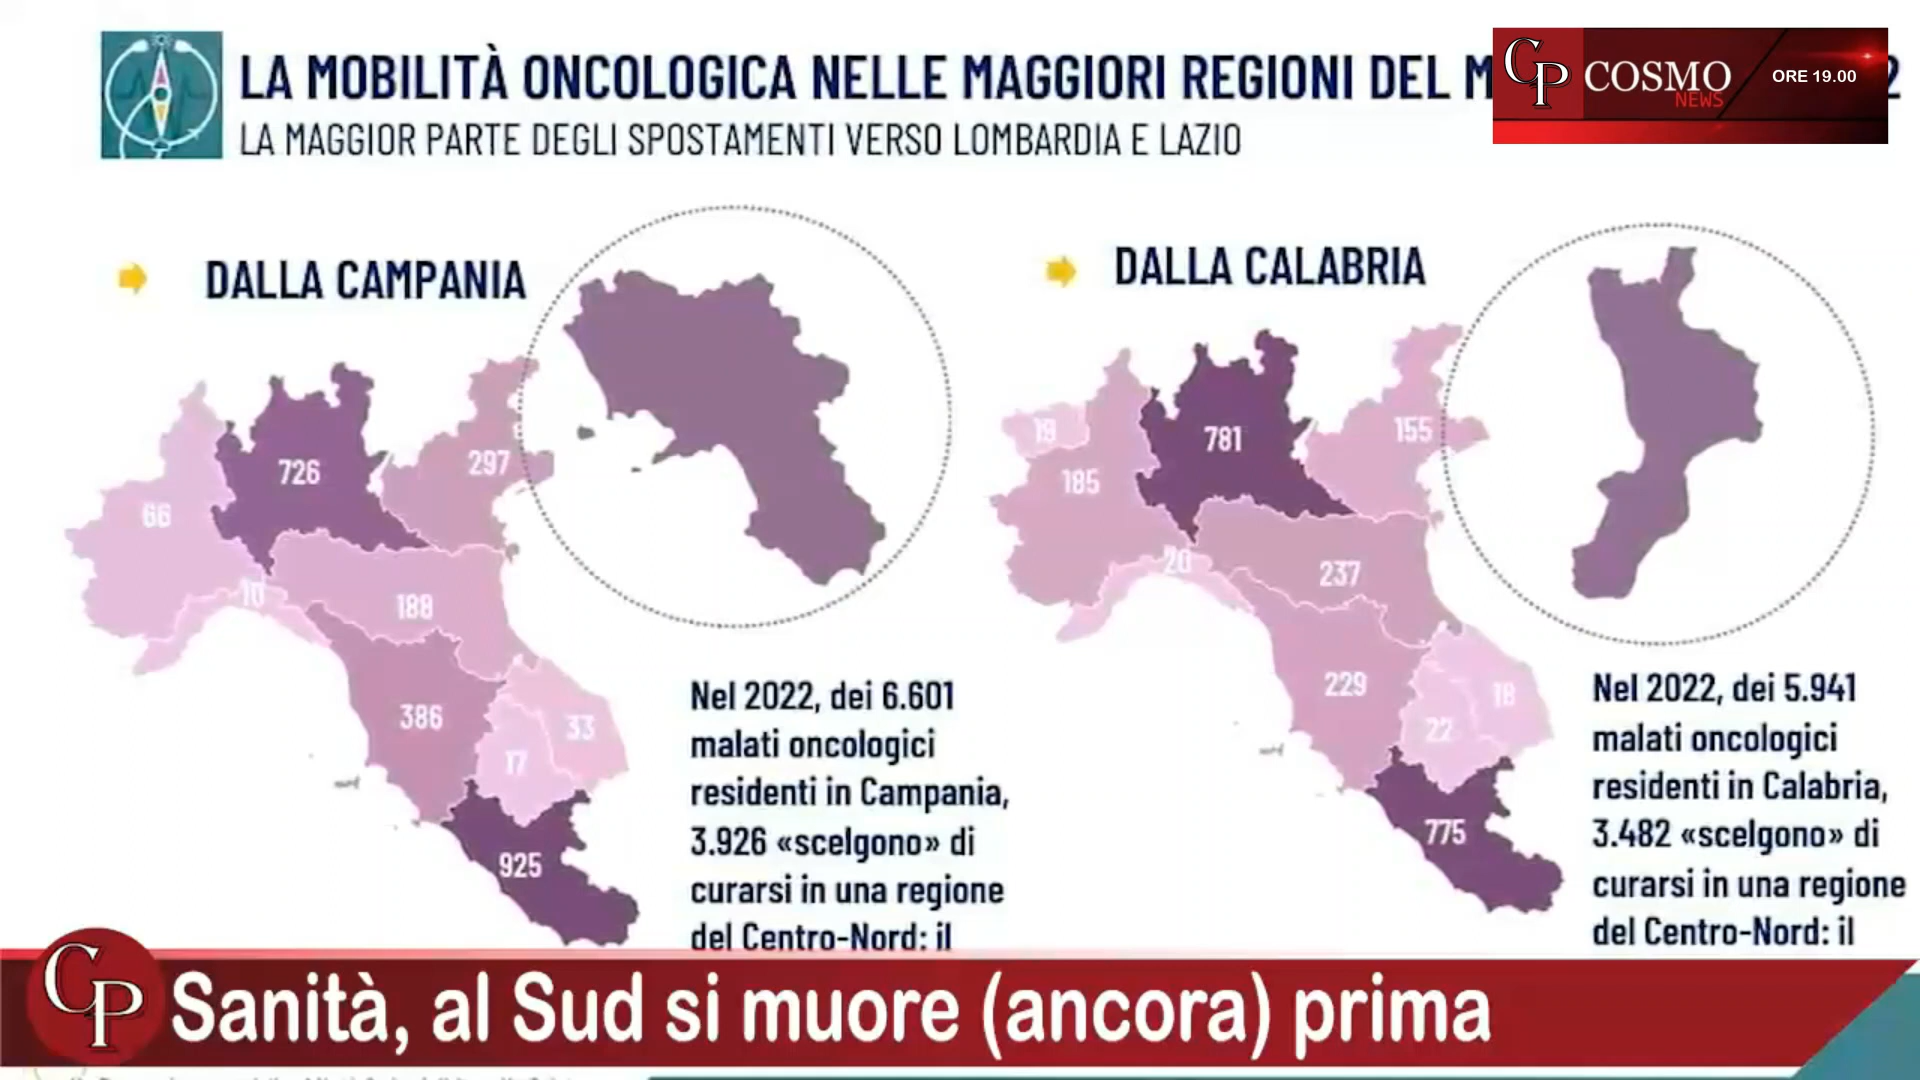 LA MOBILITÀ ONCOLOGICA NELLE MAGGIORI REGIONI DEL M
2
LA MAGGIOR PARTE DEGLI SPOSTAMENTI VERSO LOMBARDIA E LAZIO
CP COSMO
NEWS
ORE 19.00
DALLA CAMPANIA
66
726
297
10
188
386
33
17
925
Nel 2022, dei 6.601
malati oncologici
residenti in Campania,
3.926 «scelgono» di
curarsi in una regione
del Centro-Nord: il
DALLA CALABRIA
19
185
781
155
20
237
229
18
22
775
Nel 2022, dei 5.941
malati oncologici
residenti in Calabria,
3.482 «scelgono» di
curarsi in una regione
del Centro-Nord: il
CP
Sanità, al Sud si muore (ancora) prima